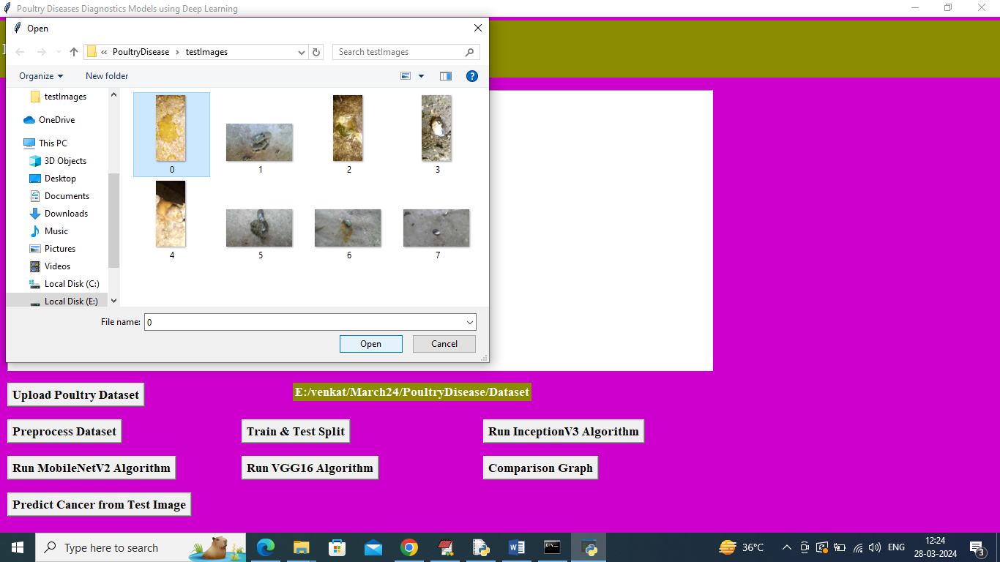 Poultry Diseases Diagnostics Models using Deep Learning
Open
« PoultryDisease › testImages
Search testImages
Organize
New folder
testImages
OneDrive
This PC
3D Objects
Desktop
Documents
Downloads
Music
Pictures
Videos
Local Disk (C:)
Local Disk (E:)
0 1 2 3
4 5 6 7
File name: 0
Open Cancel
Upload Poultry Dataset
E:/venkat/March24/PoultryDisease/Dataset
Preprocess Dataset
Train & Test Split
Run InceptionV3 Algorithm
Run MobileNetV2 Algorithm
Run VGG16 Algorithm
Comparison Graph
Predict Cancer from Test Image
Type here to search
36°C
ENG
12:24
28-03-2024
3